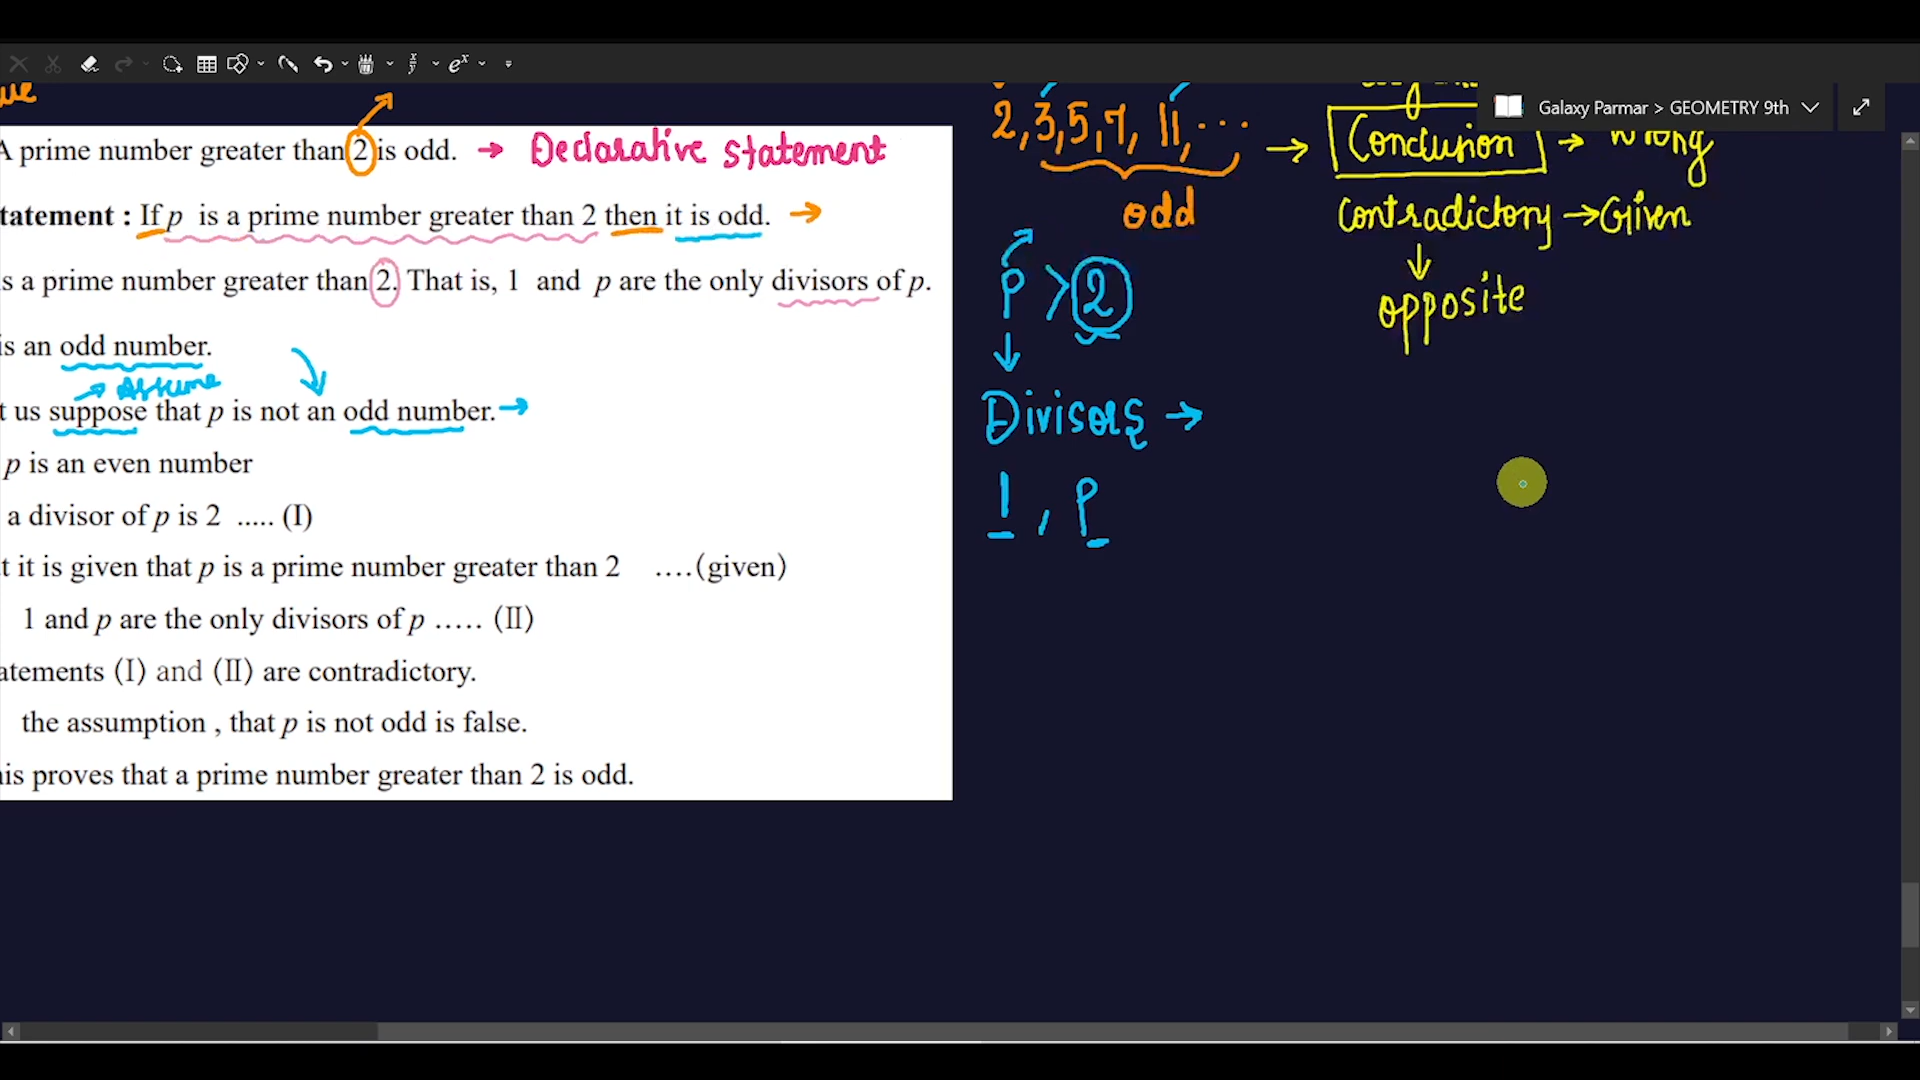 A prime number greater than 2 is odd. → Declarative statement
tatement : If p is a prime number greater than 2 then it is odd. →
s a prime number greater than 2. That is, 1 and p are the only divisors of p.
is an odd number.
→ Assume
t us suppose that p is not an odd number. →
p is an even number
a divisor of p is 2 ..... (I)
t it is given that p is a prime number greater than 2 ....(given)
1 and p are the only divisors of p ..... (II)
atements (I) and (II) are contradictory.
the assumption , that p is not odd is false.
is proves that a prime number greater than 2 is odd.
2, 3, 5, 7, 11, ...
odd
p > 2
Divisors →
1 , p
Galaxy Parmar > GEOMETRY 9th
→ Conclusion → Wrong
Contradictory → Given
opposite